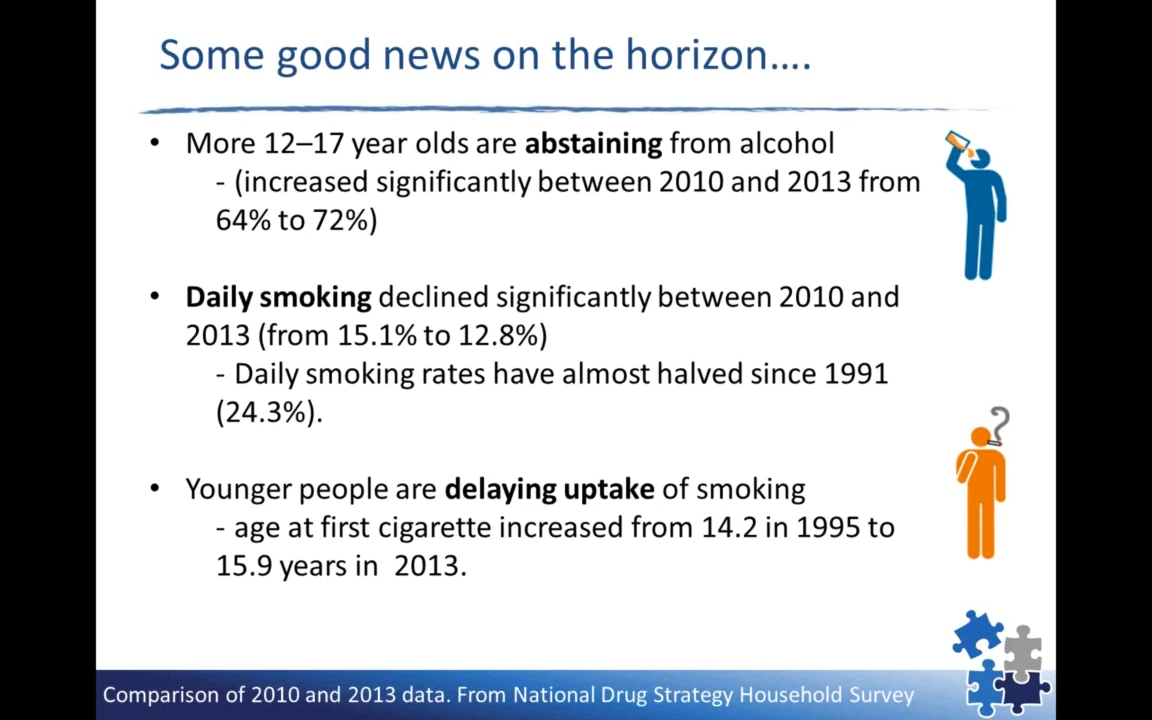 Some good news on the horizon....
• More 12–17 year olds are abstaining from alcohol
- (increased significantly between 2010 and 2013 from
64% to 72%)
• Daily smoking declined significantly between 2010 and
2013 (from 15.1% to 12.8%)
- Daily smoking rates have almost halved since 1991
(24.3%).
• Younger people are delaying uptake of smoking
- age at first cigarette increased from 14.2 in 1995 to
15.9 years in  2013.
Comparison of 2010 and 2013 data. From National Drug Strategy Household Survey